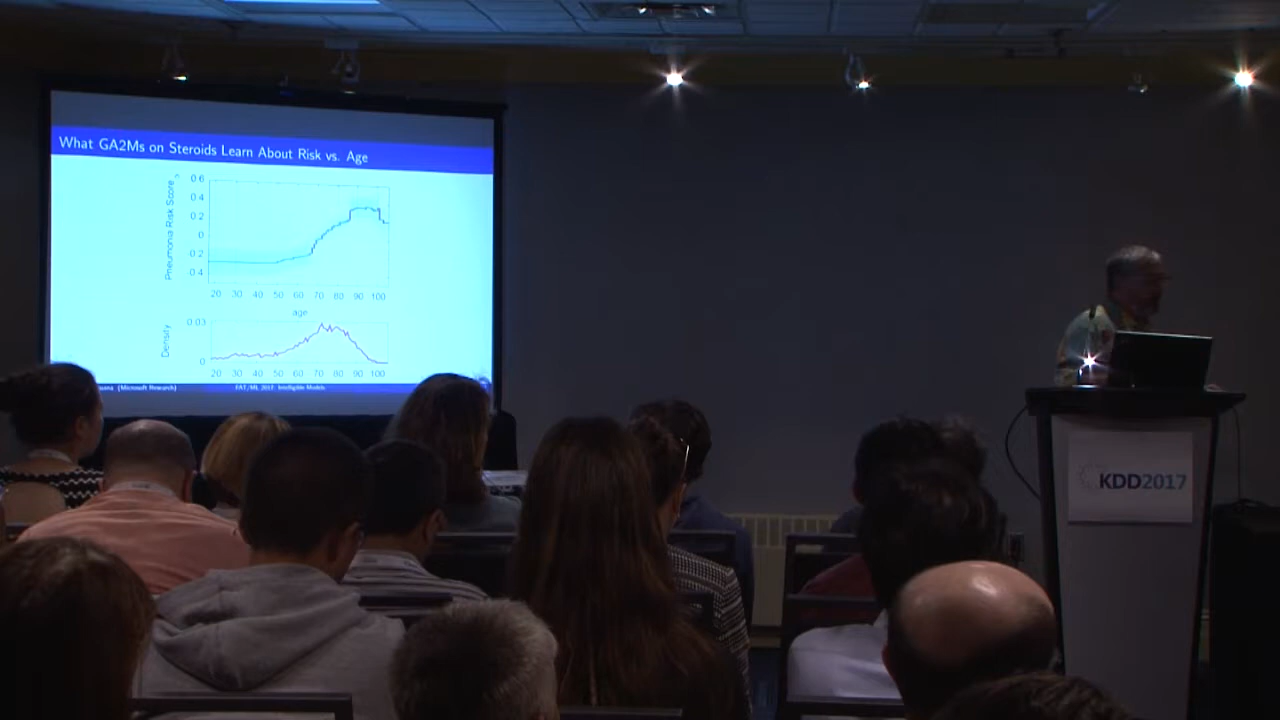 What GA2Ms on Steroids Learn About Risk vs. Age
Pneumonia Risk Score
0.6
0.4
0.2
0
0.2
0.4
20 30 40 50 60 70 80 90 100
age
Density
0.03
0
20 30 40 50 60 70 80 90 100
(Microsoft Research)
FAT/ML 2017: Intelligible Models
KDD2017